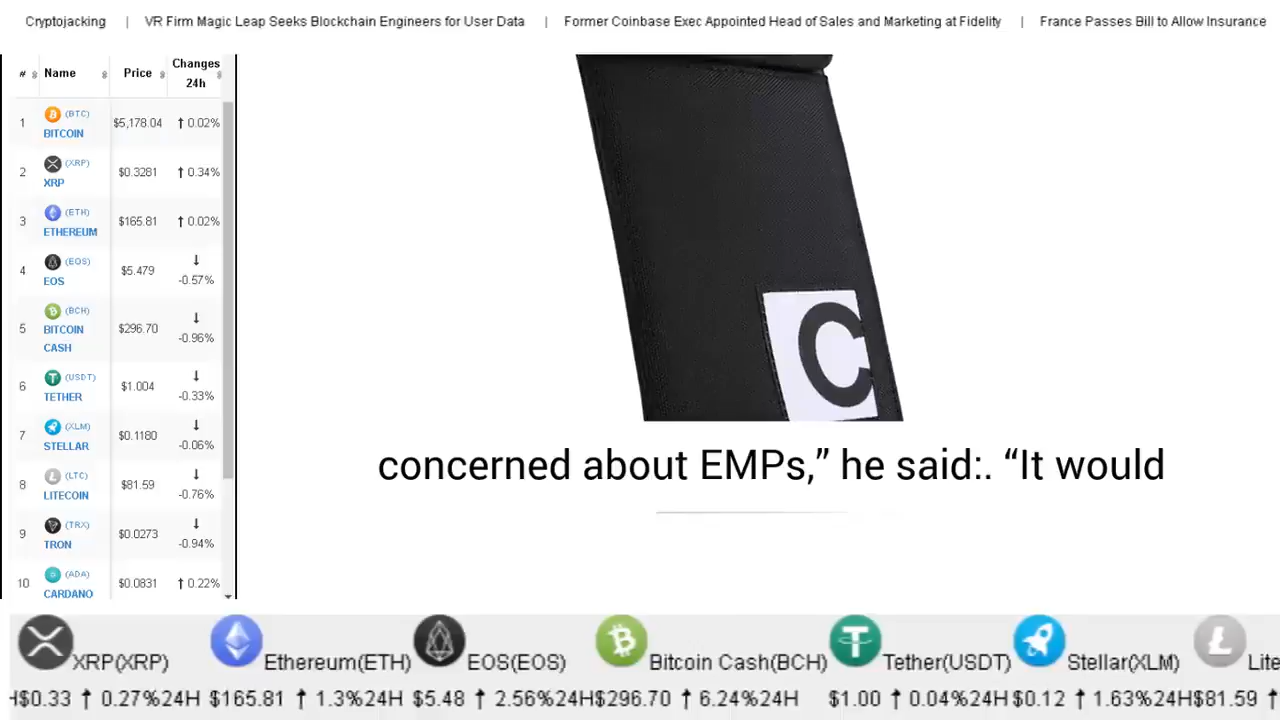 Cryptojacking | VR Firm Magic Leap Seeks Blockchain Engineers for User Data | Former Coinbase Exec Appointed Head of Sales and Marketing at Fidelity | France Passes Bill to Allow Insurance
# Name Price Changes 24h
1 (BTC) BITCOIN $5,178.04 ↑ 0.02%
2 (XRP) XRP $0.3281 ↑ 0.34%
3 (ETH) ETHEREUM $165.81 ↑ 0.02%
4 (EOS) EOS $5.479 ↓ -0.57%
5 (BCH) BITCOIN CASH $296.70 ↓ -0.96%
6 (USDT) TETHER $1.004 ↓ -0.33%
7 (XLM) STELLAR $0.1180 ↓ -0.06%
8 (LTC) LITECOIN $81.59 ↓ -0.76%
9 (TRX) TRON $0.0273 ↓ -0.94%
10 (ADA) CARDANO $0.0831 ↑ 0.22%
C
concerned about EMPs,” he said:. “It would
XRP(XRP) Ethereum(ETH) EOS(EOS) Bitcoin Cash(BCH) Tether(USDT) Stellar(XLM) Lite
H$0.33 ↑ 0.27%24H $165.81 ↑ 1.3%24H $5.48 ↑ 2.56%24H$296.70 ↑ 6.24%24H $1.00 ↑ 0.04%24H $0.12 ↑ 1.63%24H$81.59 ↑